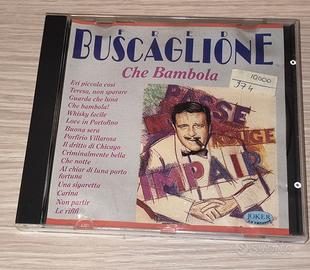 FRED
BUSCAGLIONE
Che Bambola
10000
374
Eri piccola così
Teresa, non sparare
Guarda che luna
Che bambola!
Whisky facile
Love in Portofino
Buona sera
Porfirio Villarosa
Il dritto di Chicago
Criminalmente bella
Che notte
Al chiar di luna porto
fortuna
Una sigaretta
Carina
Non partir
Le rififi
PASSE
ROUGE
IMPAIR
JOKER